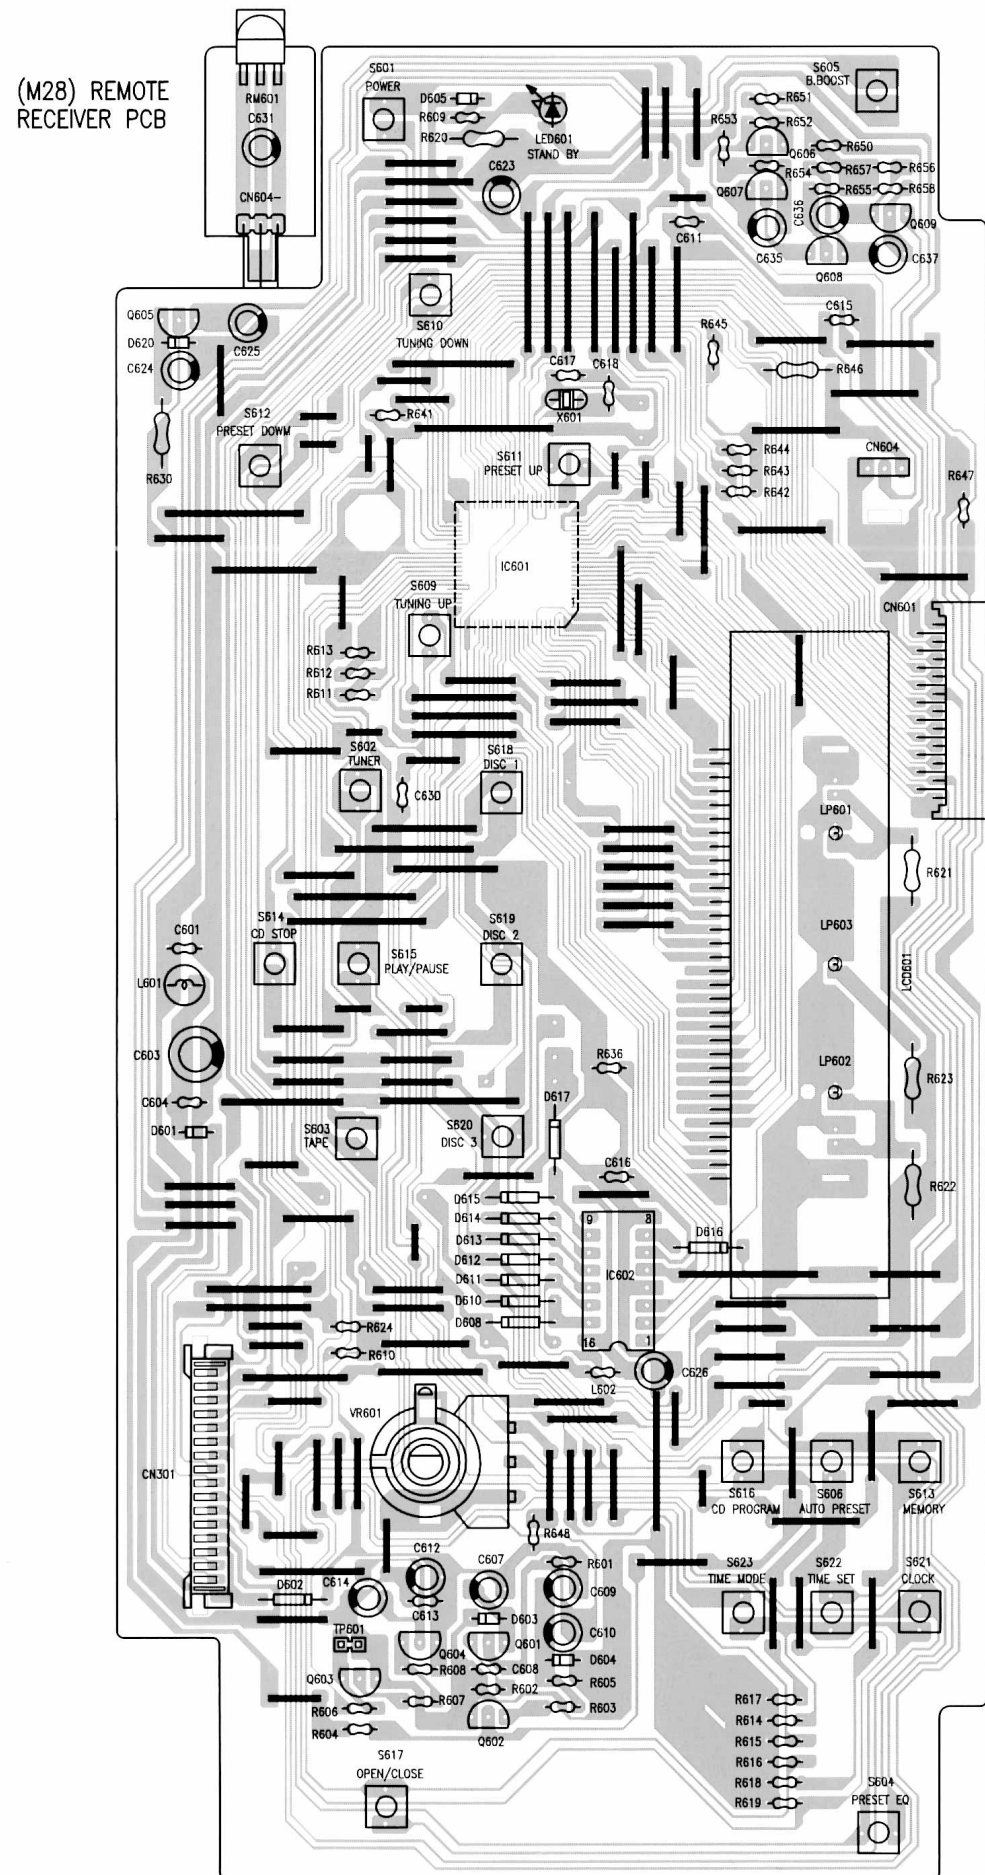 (M28) REMOTE
RECEIVER PCB
RM601
C631
CN604
S601
POWER
D605
R609
R620
LED601
STAND BY
C623
S605
B.BOOST
R651
R652
R653
Q606
R650
R654
R657
R656
Q607
R655
R658
C636
Q609
C611
C635
C637
Q608
S610
TUNING DOWN
Q605
D620
C624
C625
C615
R645
R646
C617
C618
X601
R641
S612
PRESET DOWM
R630
S611
PRESET UP
R644
R643
R642
CN604
R647
IC601
1
S609
TUNING UP
CN601
R613
R612
R611
S602
TUNER
S618
DISC 1
C630
LP601
R621
S614
CD STOP
S615
PLAY/PAUSE
S619
DISC 2
LP603
LCD601
C601
L601
C603
C604
D601
R636
LP602
R623
D617
S603
TAPE
S620
DISC 3
C616
R622
D615
D614
D613
D612
D611
D610
D608
9
8
IC602
16
1
D616
R624
R610
L602
C626
VR601
CN301
S616
CD PROGRAM
S606
AUTO PRESET
S613
MEMORY
R648
C612
C607
R601
C609
S623
TIME MODE
S622
TIME SET
S621
CLOCK
D602
C614
C613
D603
C610
TP601
Q604
Q601
D604
Q603
R608
C608
R605
R606
R607
R602
R603
R604
Q602
R617
R614
R615
R616
R618
R619
S617
OPEN/CLOSE
S604
PRESET EQ